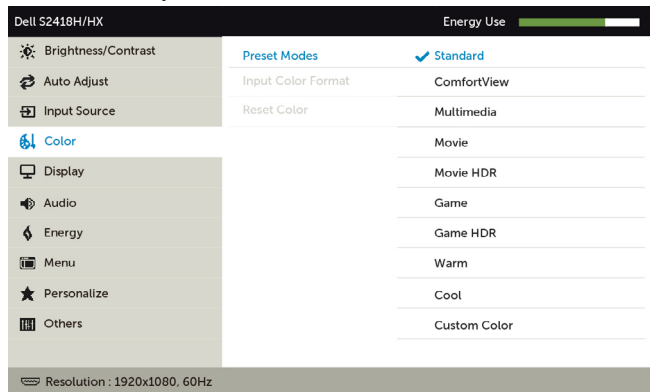 Dell S2418H/HX
Energy Use
Brightness/Contrast
Auto Adjust
Input Source
Color
Display
Audio
Energy
Menu
Personalize
Others
Preset Modes
Input Color Format
Reset Color
Standard
ComfortView
Multimedia
Movie
Movie HDR
Game
Game HDR
Warm
Cool
Custom Color
Resolution : 1920x1080, 60Hz